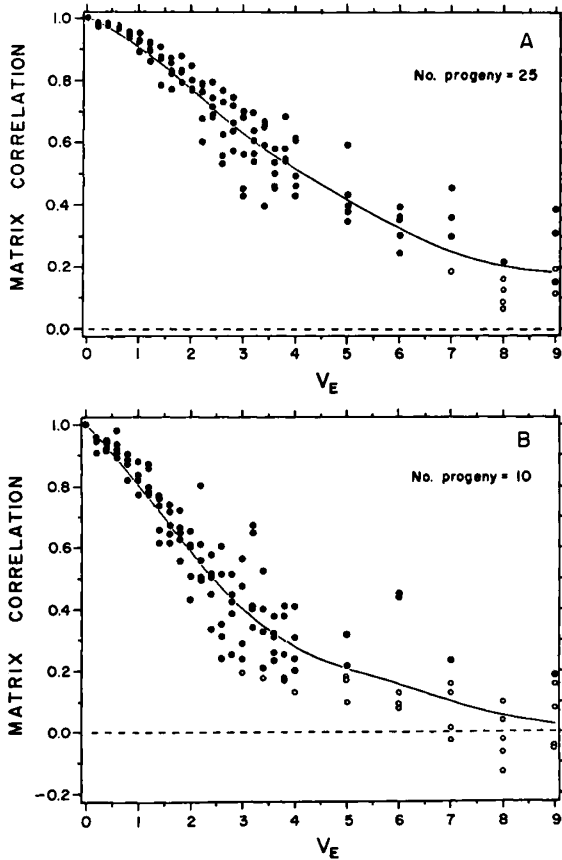 A
No. progeny = 25
MATRIX CORRELATION
1.0
0.8
0.6
0.4
0.2
0.0
0 1 2 3 4 5 6 7 8 9
VE
B
No. progeny = 10
MATRIX CORRELATION
1.0
0.8
0.6
0.4
0.2
0.0
-0.2
0 1 2 3 4 5 6 7 8 9
VE